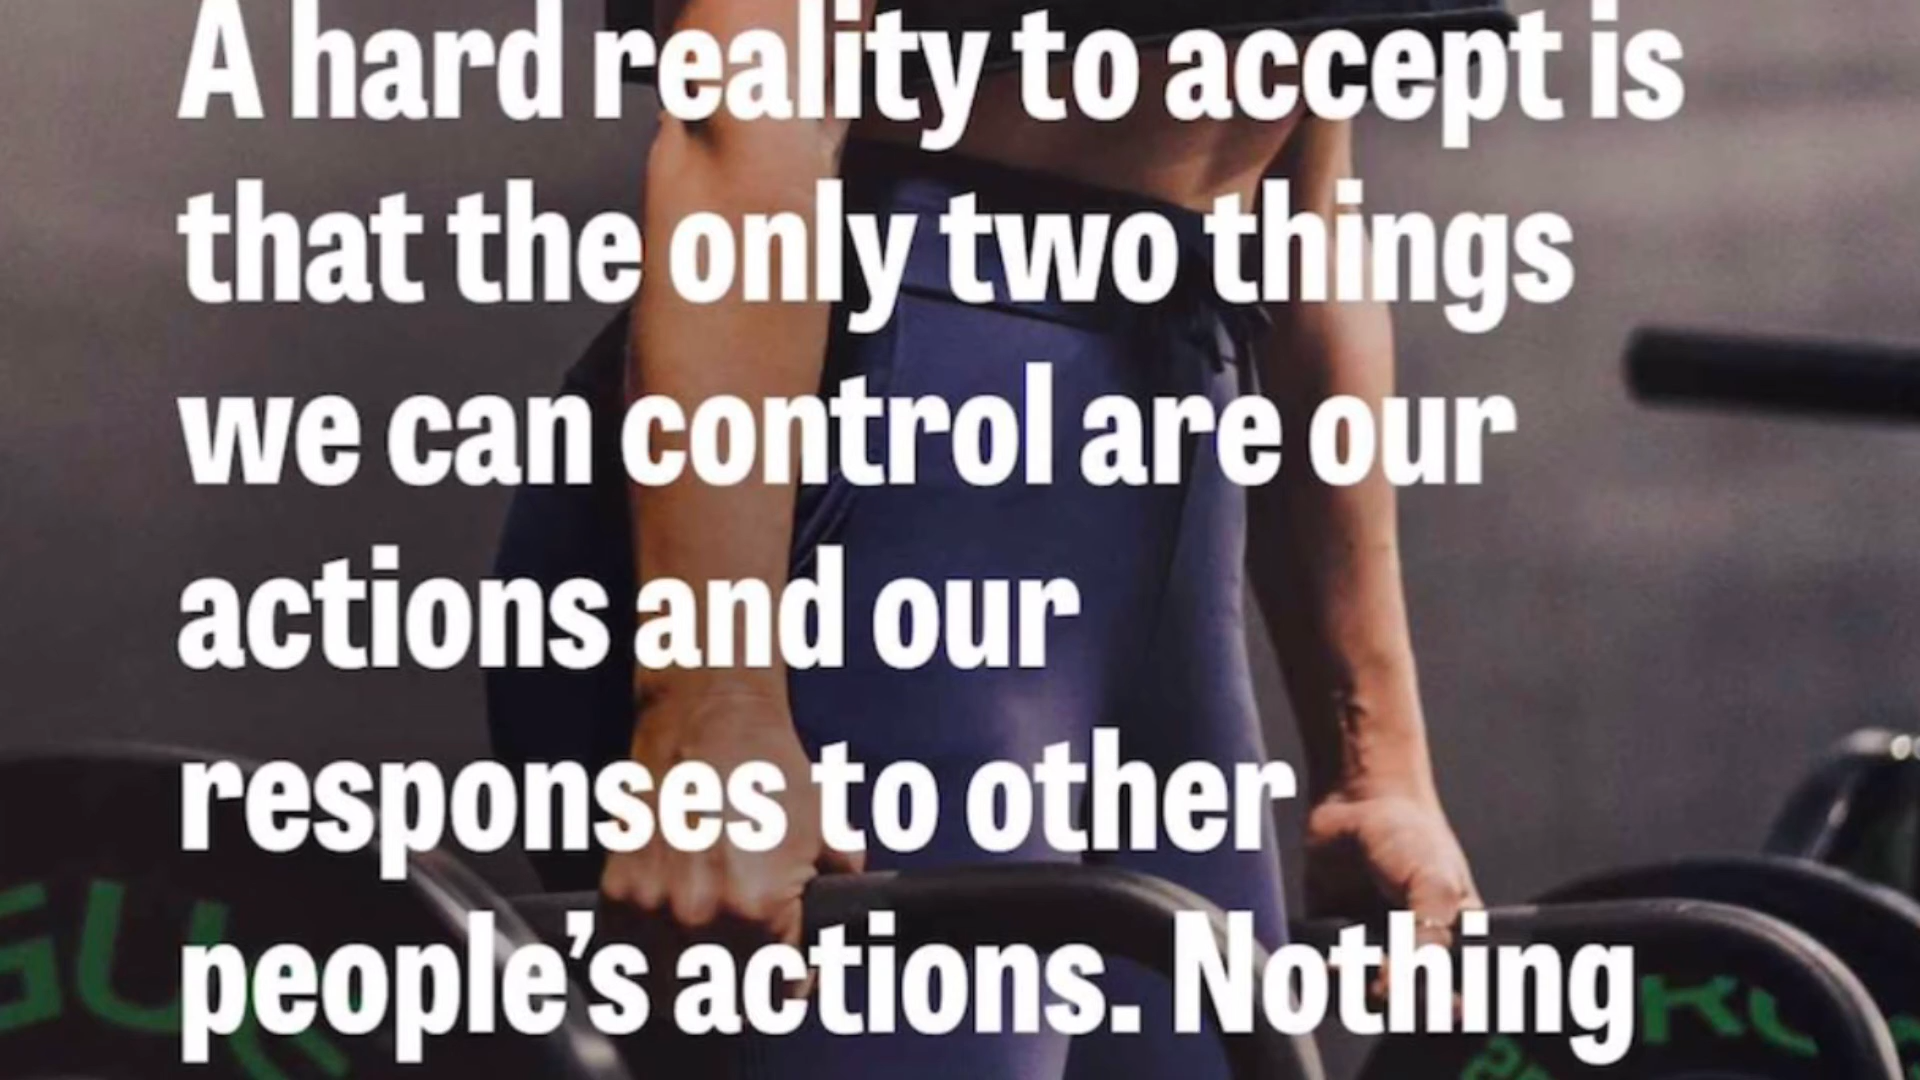 A hard reality to accept is
that the only two things
we can control are our
actions and our
responses to other
people’s actions. Nothing